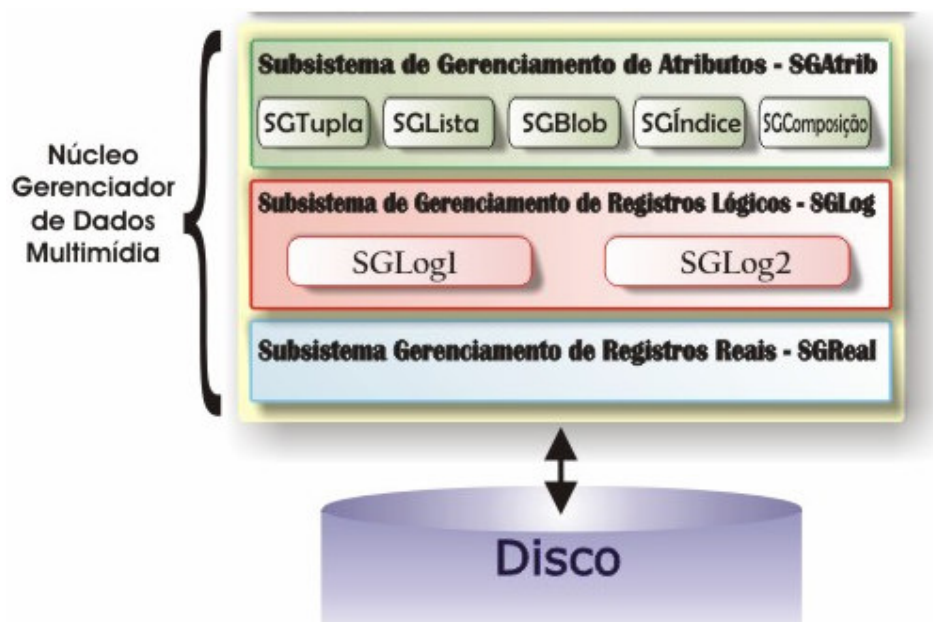 Subsistema de Gerenciamento de Atributos - SGAtrib
SGTupla
SGLista
SGBlob
SGÍndice
SGComposição
Núcleo
Gerenciador
de Dados
Multimídia
Subsistema de Gerenciamento de Registros Lógicos - SGLog
SGLog1
SGLog2
Subsistema Gerenciamento de Registros Reais - SGReal
Disco